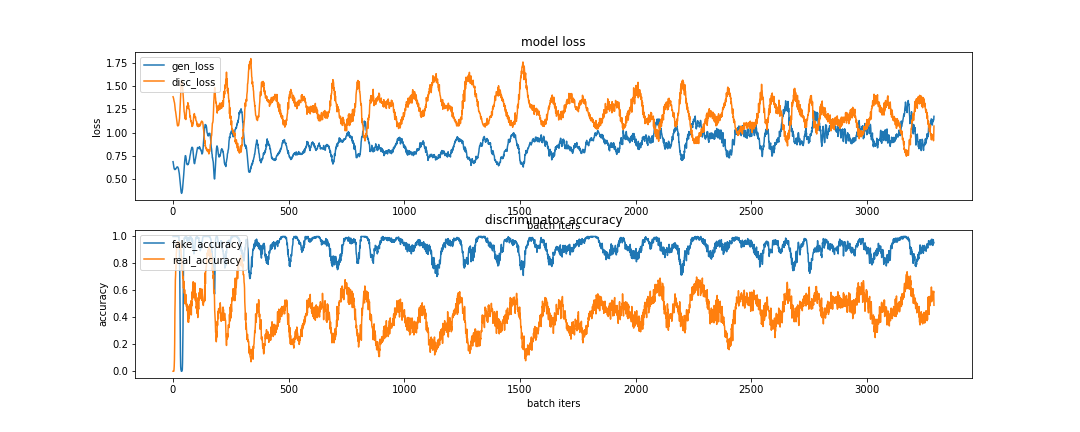 model loss
1.75
1.50
1.25
1.00
0.75
0.50
loss
gen_loss
disc_loss
0 500 1000 1500 2000 2500 3000
batch iters
discriminator accuracy
1.0
0.8
0.6
0.4
0.2
0.0
accuracy
fake_accuracy
real_accuracy
0 500 1000 1500 2000 2500 3000
batch iters